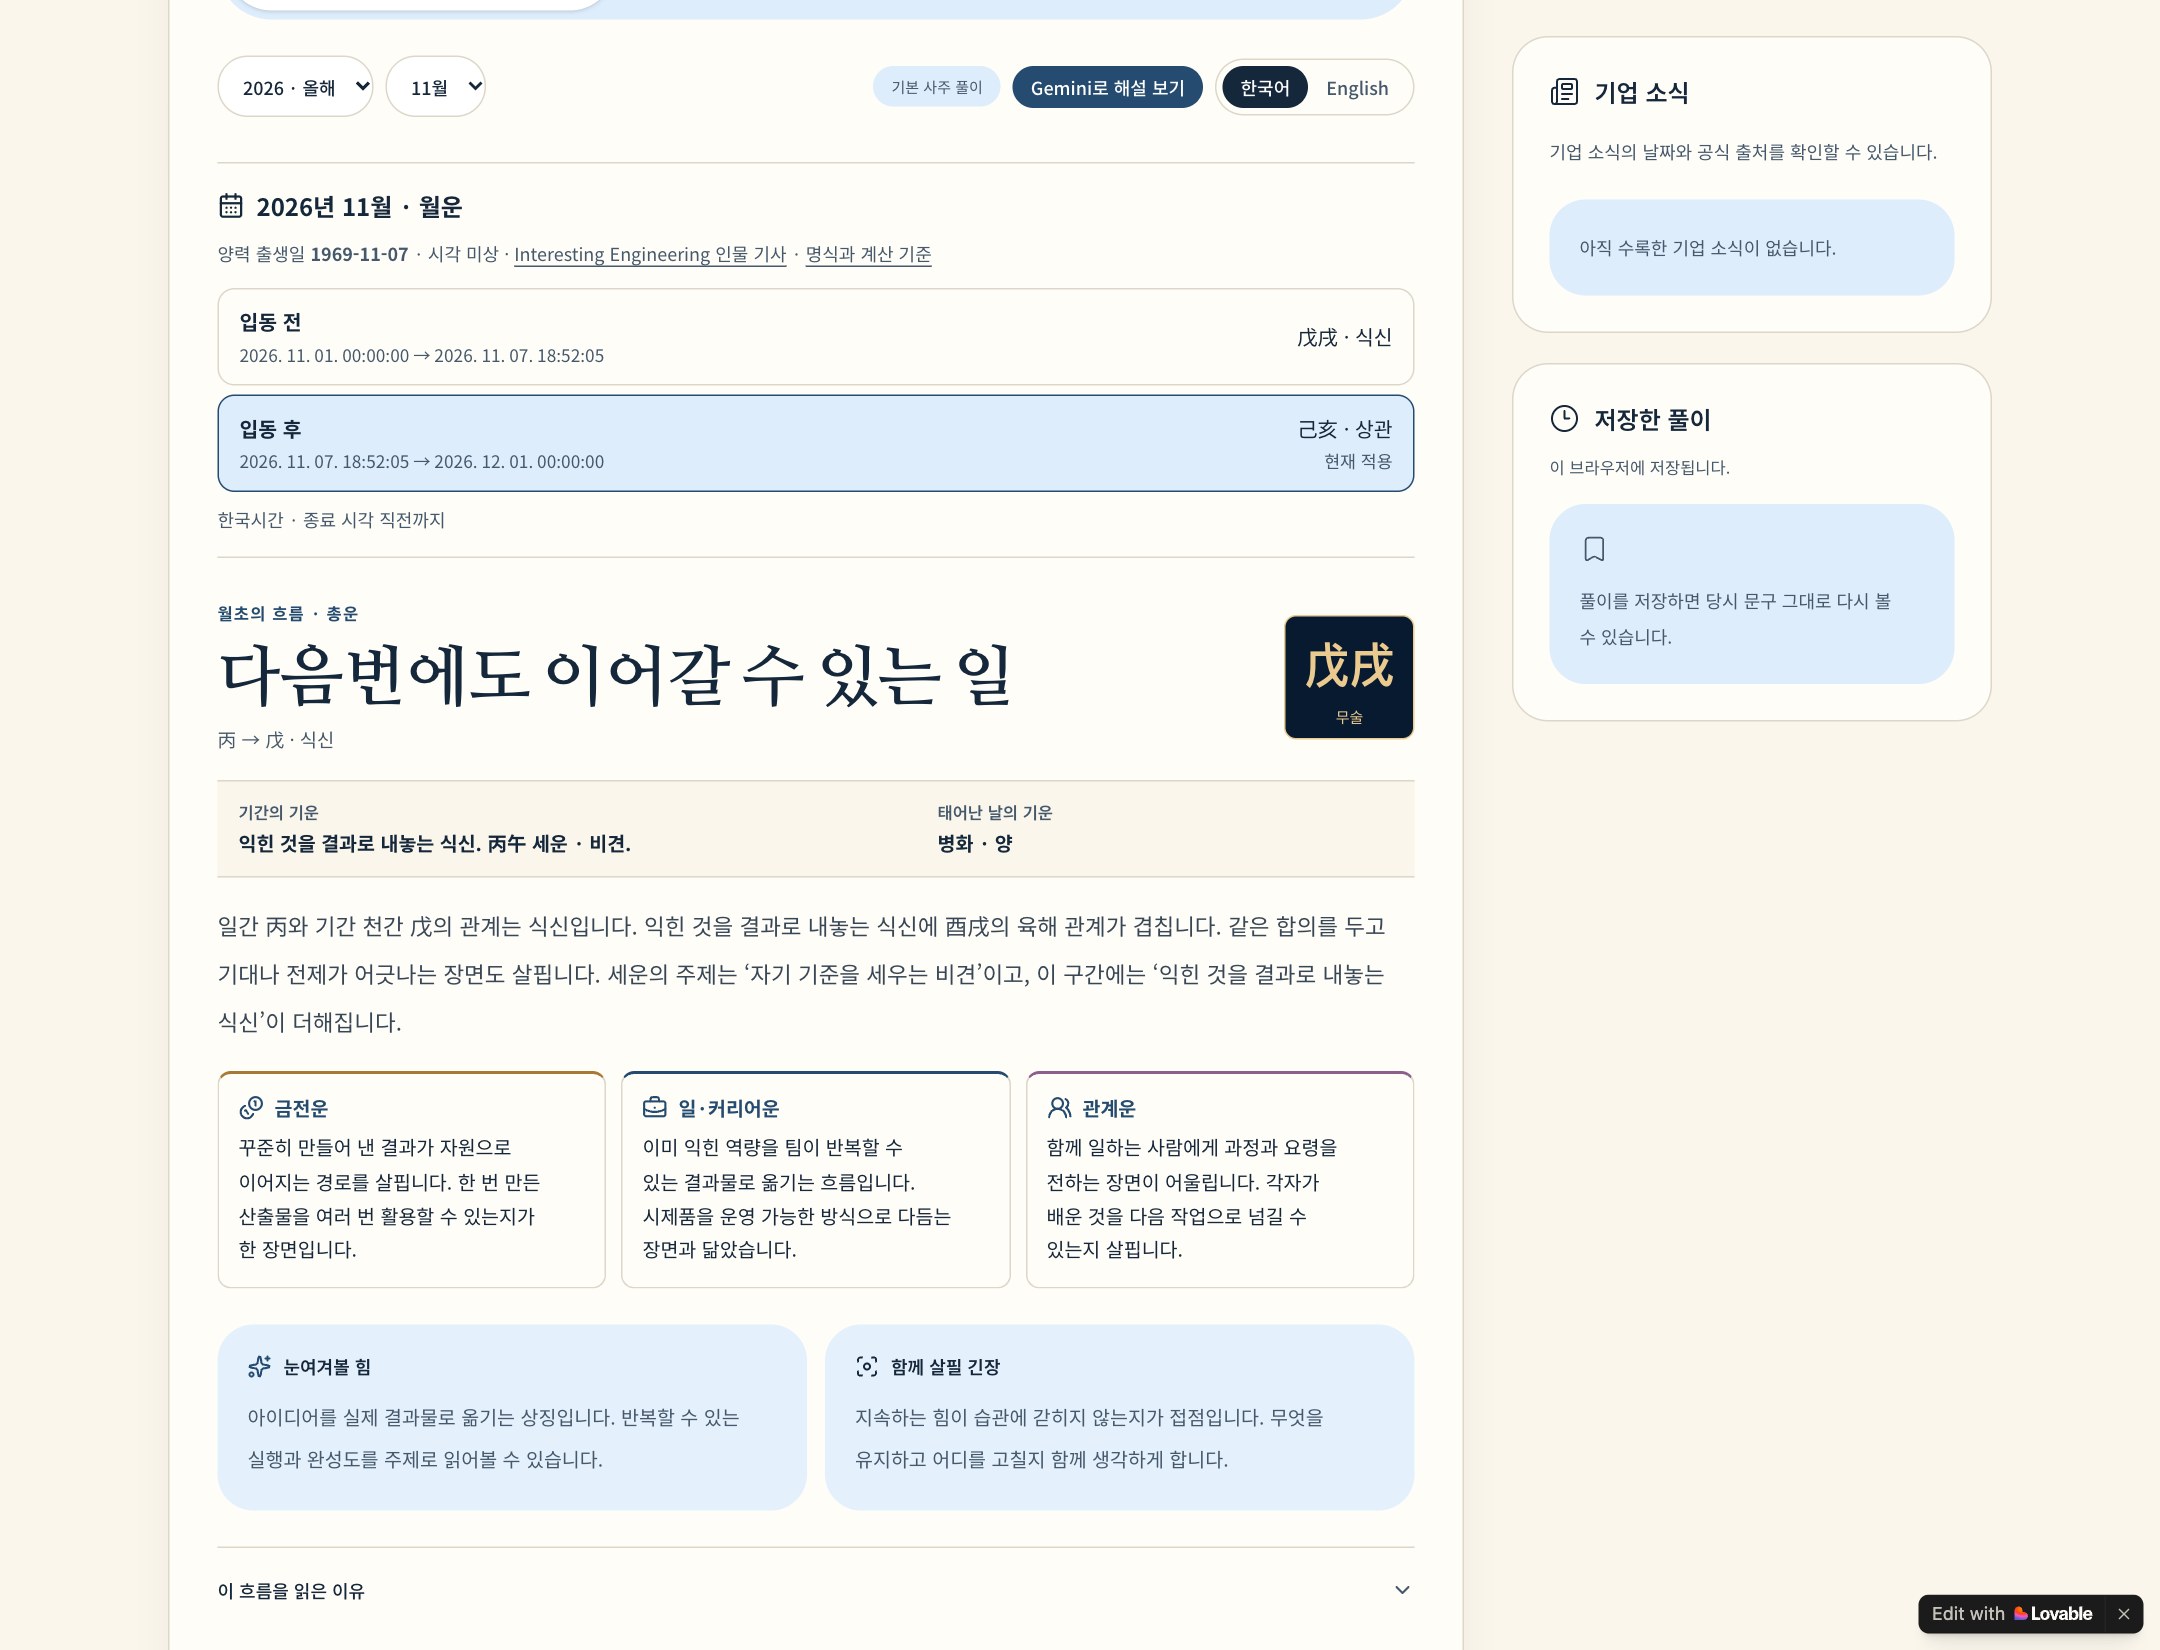 2026 · 올해
11월
기본 사주 풀이
Gemini로 해설 보기
한국어
English
2026년 11월 · 월운
양력 출생일 1969-11-07 · 시각 미상 · Interesting Engineering 인물 기사 · 명식과 계산 기준
입동 전
2026. 11. 01. 00:00:00 → 2026. 11. 07. 18:52:05
戊戌 · 식신
입동 후
2026. 11. 07. 18:52:05 → 2026. 12. 01. 00:00:00
己亥 · 상관
현재 적용
한국시간 · 종료 시각 직전까지
월초의 흐름 · 총운
다음번에도 이어갈 수 있는 일
丙 → 戊 · 식신
戊戌
무술
기간의 기운
익힌 것을 결과로 내놓는 식신. 丙午 세운 · 비견.
태어난 날의 기운
병화 · 양
일간 丙와 기간 천간 戊의 관계는 식신입니다. 익힌 것을 결과로 내놓는 식신에 酉戌의 육해 관계가 겹칩니다. 같은 합의를 두고
기대나 전제가 어긋나는 장면도 살핍니다. 세운의 주제는 ‘자기 기준을 세우는 비견’이고, 이 구간에는 ‘익힌 것을 결과로 내놓는
식신’이 더해집니다.
금전운
꾸준히 만들어 낸 결과가 자원으로
이어지는 경로를 살핍니다. 한 번 만든
산출물을 여러 번 활용할 수 있는지가
한 장면입니다.
일·커리어운
이미 익힌 역량을 팀이 반복할 수
있는 결과물로 옮기는 흐름입니다.
시제품을 운영 가능한 방식으로 다듬는
장면과 닮았습니다.
관계운
함께 일하는 사람에게 과정과 요령을
전하는 장면이 어울립니다. 각자가
배운 것을 다음 작업으로 넘길 수
있는지 살핍니다.
눈여겨볼 힘
아이디어를 실제 결과물로 옮기는 상징입니다. 반복할 수 있는
실행과 완성도를 주제로 읽어볼 수 있습니다.
함께 살필 긴장
지속하는 힘이 습관에 갇히지 않는지가 접점입니다. 무엇을
유지하고 어디를 고칠지 함께 생각하게 합니다.
이 흐름을 읽은 이유
기업 소식
기업 소식의 날짜와 공식 출처를 확인할 수 있습니다.
아직 수록한 기업 소식이 없습니다.
저장한 풀이
이 브라우저에 저장됩니다.
풀이를 저장하면 당시 문구 그대로 다시 볼
수 있습니다.
Edit with Lovable